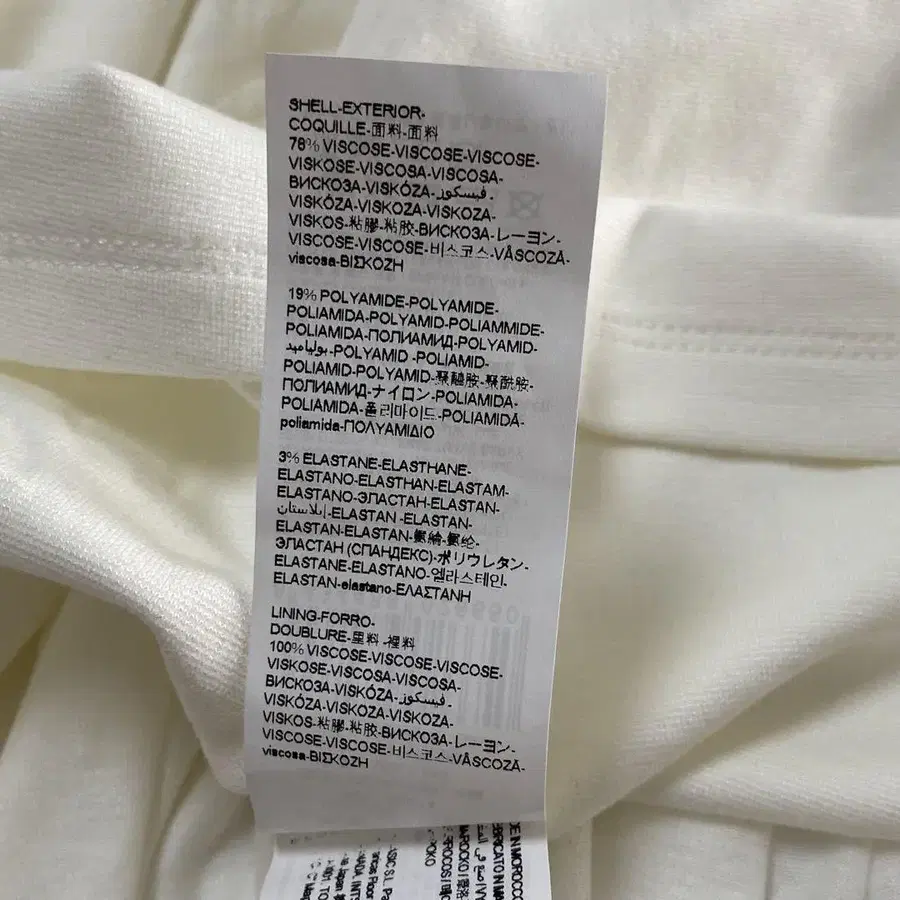 SHELL-EXTERIOR-
COQUILLE-面料-面料
78% VISCOSE-VISCOSE-VISCOSE-
VISKOSE-VISCOSA-VISCOSA-
ВИСКОЗА-VISKÓZA-فيسكوز-
VISKÓZA-VISKOZA-VISKOZA-
VISKOS-粘膠-粘胶-ВИСКОЗА-レーヨン-
VISCOSE-VISCOSE-비스코스-VÂSCOZĂ-
viscosa-ΒΙΣΚΟΖΗ
19% POLYAMIDE-POLYAMIDE-
POLIAMIDA-POLYAMID-POLIAMMIDE-
POLIAMIDA-ПОЛИАМИД-POLYAMID-
بولياميد-POLYAMID -POLIAMID-
POLIAMID-POLYAMID-聚醯胺-聚酰胺-
ПОЛИАМИД-ナイロン-POLIAMIDA-
POLIAMIDA-폴리마이드-POLIAMIDA-
poliamida-ΠΟΛΥΑΜΙΔΙΟ
3% ELASTANE-ELASTHANE-
ELASTANO-ELASTHAN-ELASTAM-
ELASTANO-ЭЛАСТАН-ELASTAN-
إيلاستان-ELASTAN -ELASTAN-
ELASTAN-ELASTAN-氨綸-氨纶-
ЭЛАСТАН (СПАНДЕКС)-ポリウレタン-
ELASTANE-ELASTANO-엘라스테인-
ELASTAN-elastano-ΕΛΑΣΤΑΝΗ
LINING-FORRO-
DOUBLURE-里料-裡料
100% VISCOSE-VISCOSE-VISCOSE-
VISKOSE-VISCOSA-VISCOSA-
ВИСКОЗА-VISKÓZA-فيسكوز-
VISKÓZA-VISKOZA-VISKOZA-
VISKOS-粘膠-粘胶-ВИСКОЗА-レーヨン-
VISCOSE-VISCOSE-비스코스-VÂSCOZĂ-
viscosa-ΒΙΣΚΟΖΗ
DE IN MOROCCO